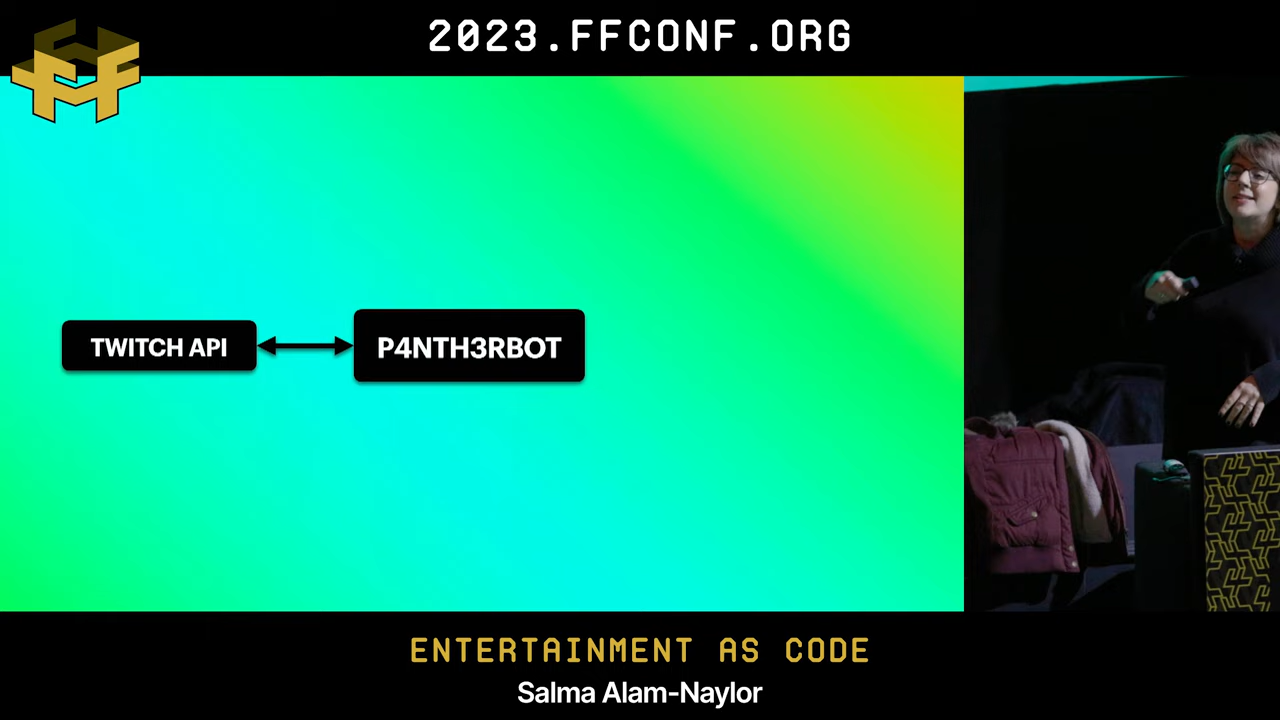 2023.FFCONF.ORG
TWITCH API
P4NTH3RBOT
ENTERTAINMENT AS CODE
Salma Alam-Naylor